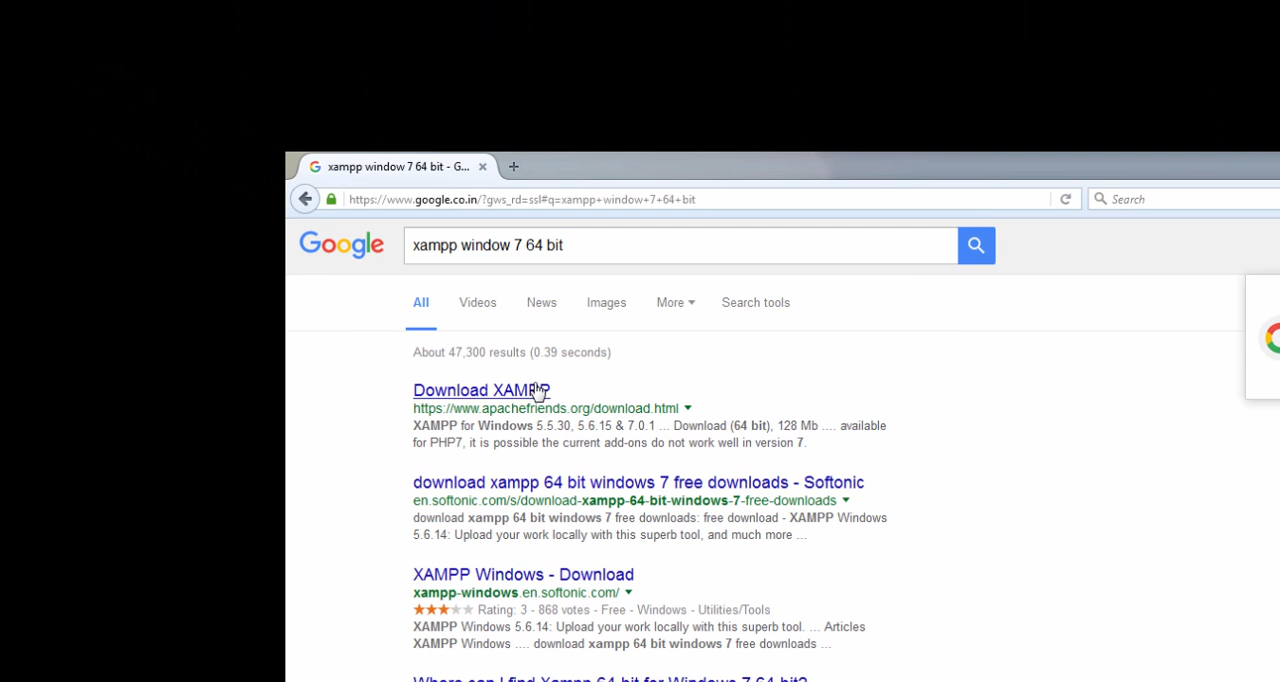 xampp window 7 64 bit - G...
https://www.google.co.in/?gws_rd=ssl#q=xampp+window+7+64+bit
Search
Google
xampp window 7 64 bit
All Videos News Images More Search tools
About 47,300 results (0.39 seconds)
Download XAMPP
https://www.apachefriends.org/download.html
XAMPP for Windows 5.5.30, 5.6.15 & 7.0.1 ... Download (64 bit), 128 Mb .... available
for PHP7, it is possible the current add-ons do not work well in version 7.
download xampp 64 bit windows 7 free downloads - Softonic
en.softonic.com/s/download-xampp-64-bit-windows-7-free-downloads
download xampp 64 bit windows 7 free downloads: free download - XAMPP Windows
5.6.14: Upload your work locally with this superb tool, and much more ...
XAMPP Windows - Download
xampp-windows.en.softonic.com/
Rating: 3 - 868 votes - Free - Windows - Utilities/Tools
XAMPP Windows 5.6.14: Upload your work locally with this superb tool. ... Articles
XAMPP Windows .... download xampp 64 bit windows 7 free downloads ...
Where can I find Xampp 64 bit for Windows 7 64 bit?